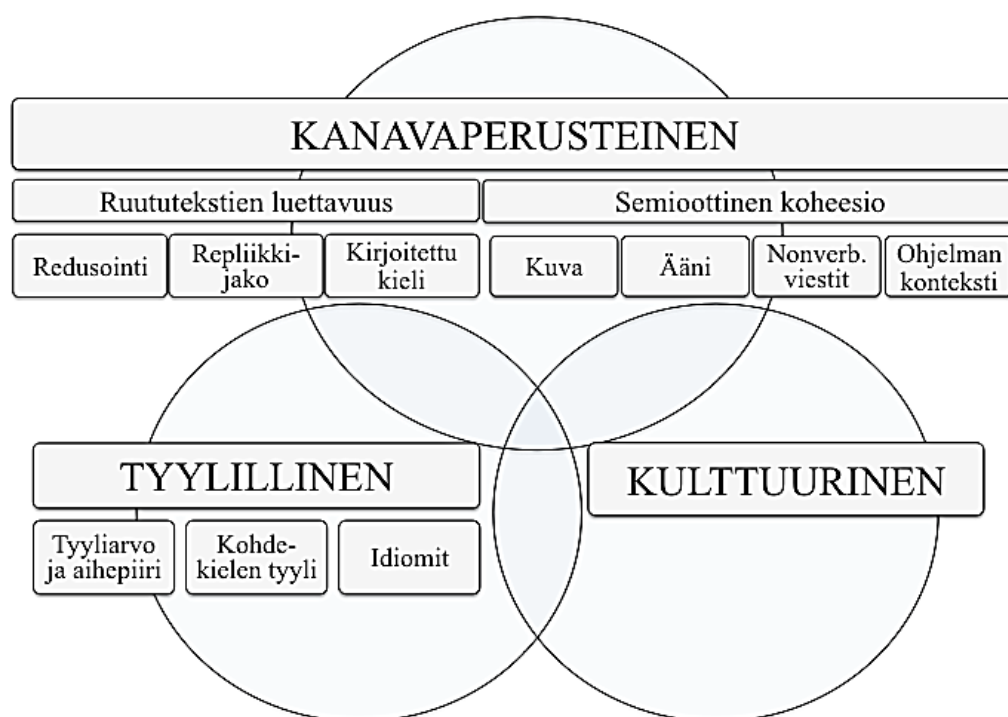 KANAVAPERUSTEINEN
Ruututekstien luettavuus
Semioottinen koheesio
Redusointi
Repliikki-
jako
Kirjoitettu
kieli
Kuva
Ääni
Nonverb.
viestit
Ohjelman
konteksti
TYYLILLINEN
KULTTUURINEN
Tyyliarvo
ja aihepiiri
Kohde-
kielen tyyli
Idiomit